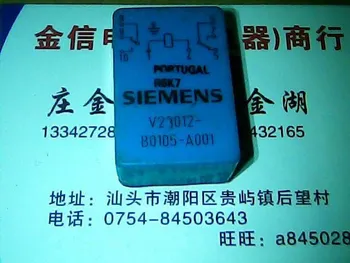 金信电 器)商行
PORTUGAL
R6K7
SIEMENS
V23012-
B0105-A001
庄金 金湖
13342728 432165
地址：汕头市潮阳区贵屿镇后望村
电话：0754-84503643
旺旺：a845028